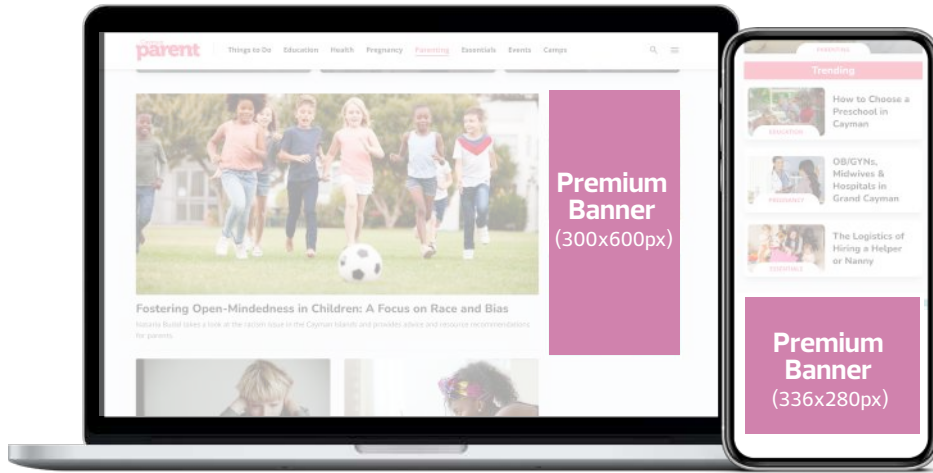 parent
Things to Do Education Health Pregnancy Parenting Essentials Events Camps
Premium
Banner
(300x600px)
Fostering Open-Mindedness in Children: A Focus on Race and Bias
takes a look at the racism issue in the Cayman Islands and provides advice and resource recommendations
for parents.
PARENTING
Trending
How to Choose a
Preschool in
Cayman
EDUCATION
OB/GYNs,
Midwives &
Hospitals in
Grand Cayman
PREGNANCY
The Logistics of
Hiring a Helper
or Nanny
ESSENTIALS
Premium
Banner
(336x280px)